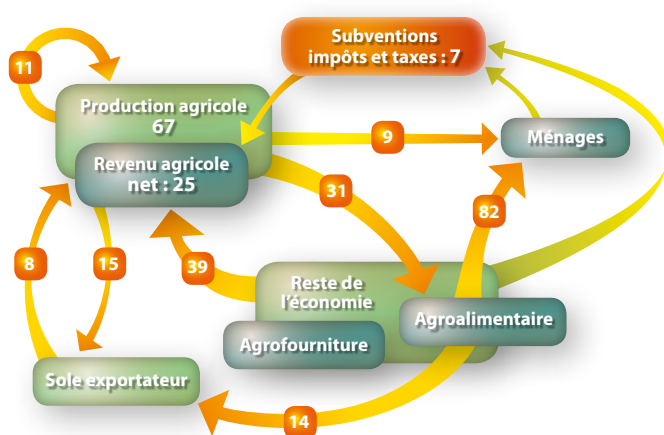 Subventions
impôts et taxes : 7
11
Production agricole
67
9
Ménages
Revenu agricole
net : 25
31
82
8
15
39
Reste de
l'économie
Agroalimentaire
Agrofourniture
Sole exportateur
14